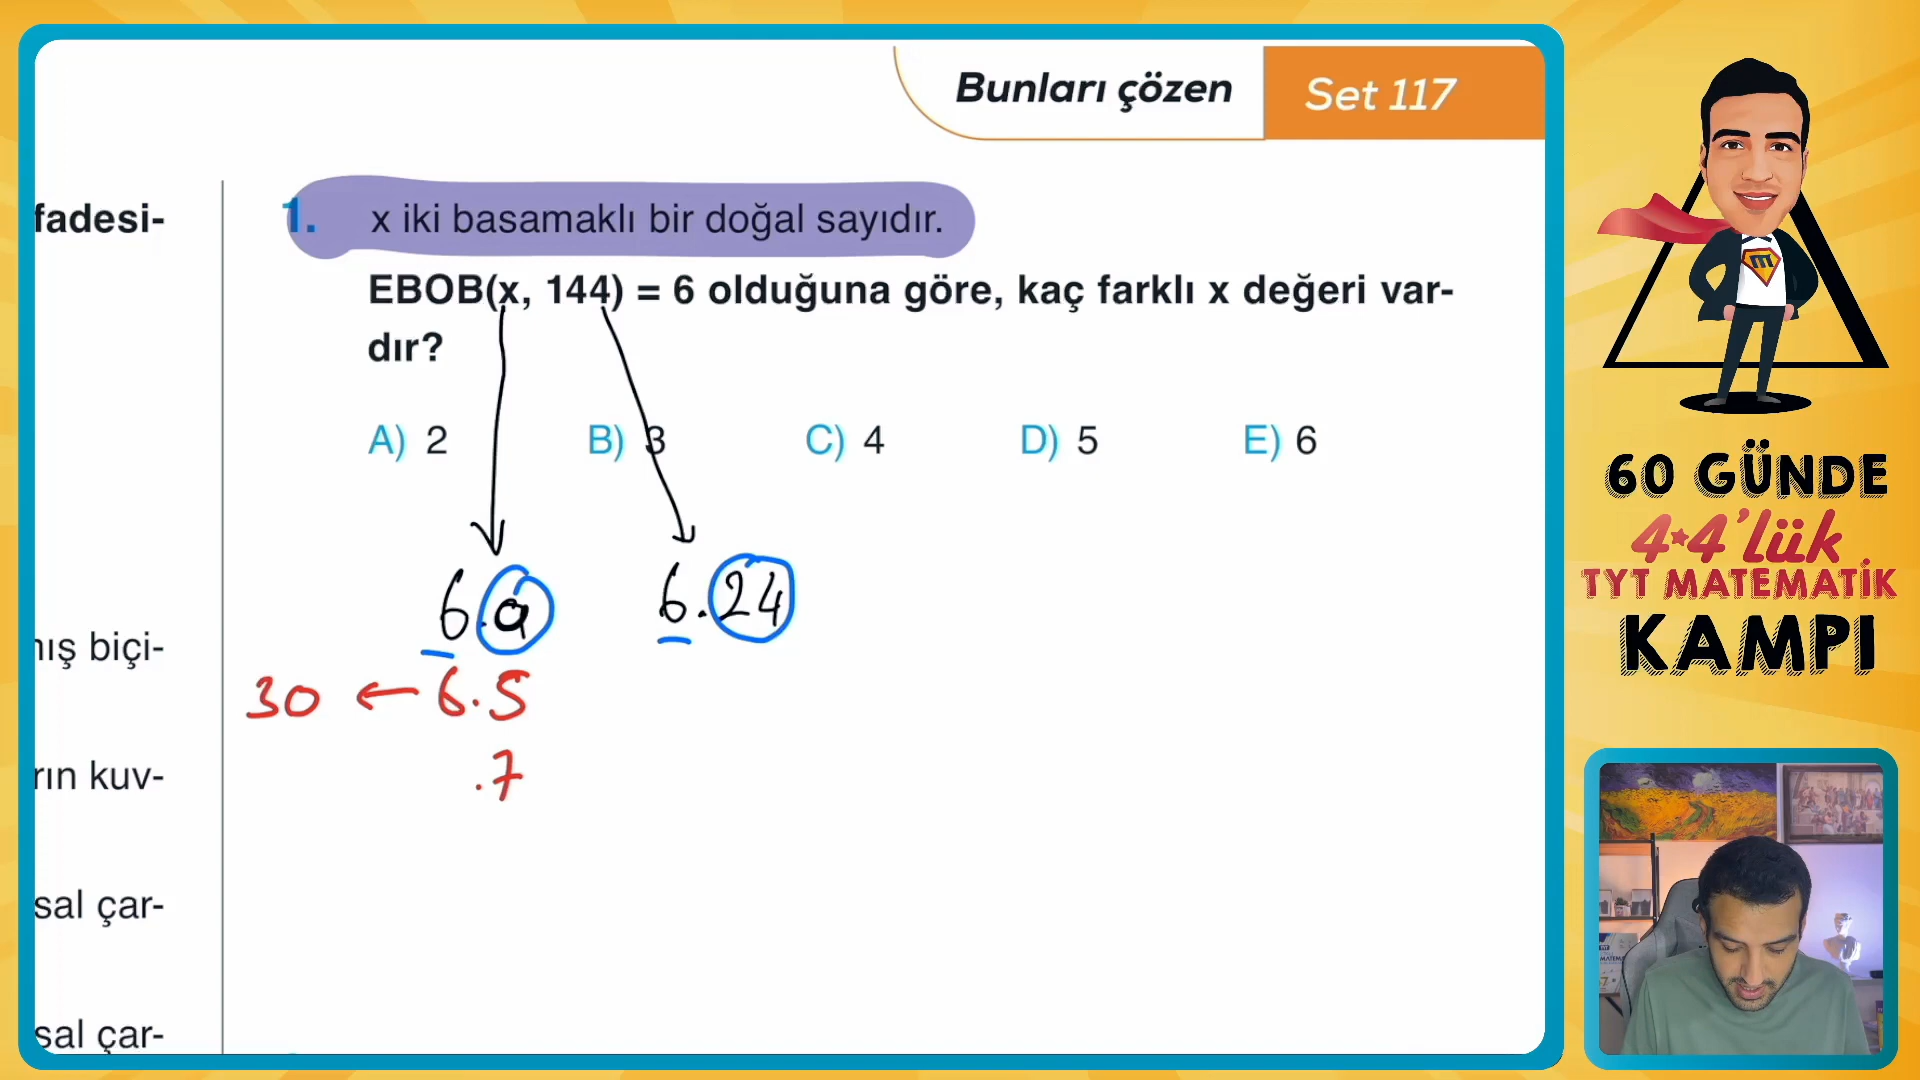 Bunları çözen
Set 117
fadesi-
1. x iki basamaklı bir doğal sayıdır.
EBOB(x, 144) = 6 olduğuna göre, kaç farklı x değeri var-
dır?
A) 2 B) 3 C) 4 D) 5 E) 6
6.a 6.24
30 ← 6.5
.7
nış biçi-
rın kuv-
sal çar-
sal çar-
60 GÜNDE
4*4'lük
TYT MATEMATİK
KAMPI